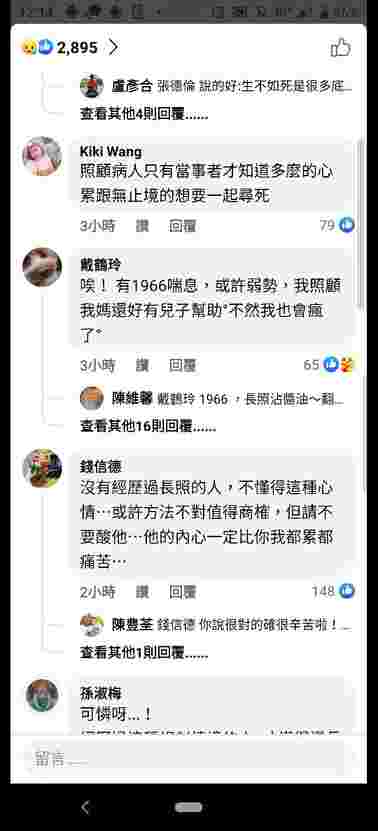 12:14
2,895
盧彥合 張德倫 說的好:生不如死是很多底...
查看其他4則回覆......
Kiki Wang
照顧病人只有當事者才知道多麼的心
累跟無止境的想要一起尋死
3小時 讚 回覆 79
戴鶴玲
唉！有1966喘息，或許弱勢，我照顧
我媽還好有兒子幫助°不然我也會瘋
了°
3小時 讚 回覆 65
陳維馨 戴鶴玲 1966 ，長照沾醬油～翻...
查看其他16則回覆......
錢信德
沒有經歷過長照的人，不懂得這種心
情⋯或許方法不對值得商榷，但請不
要酸他⋯他的內心一定比你我都累都
痛苦⋯
2小時 讚 回覆 148
陳豊荃 錢信德 你說很對的確很辛苦啦！...
查看其他1則回覆......
孫淑梅
可憐呀...！
留言......